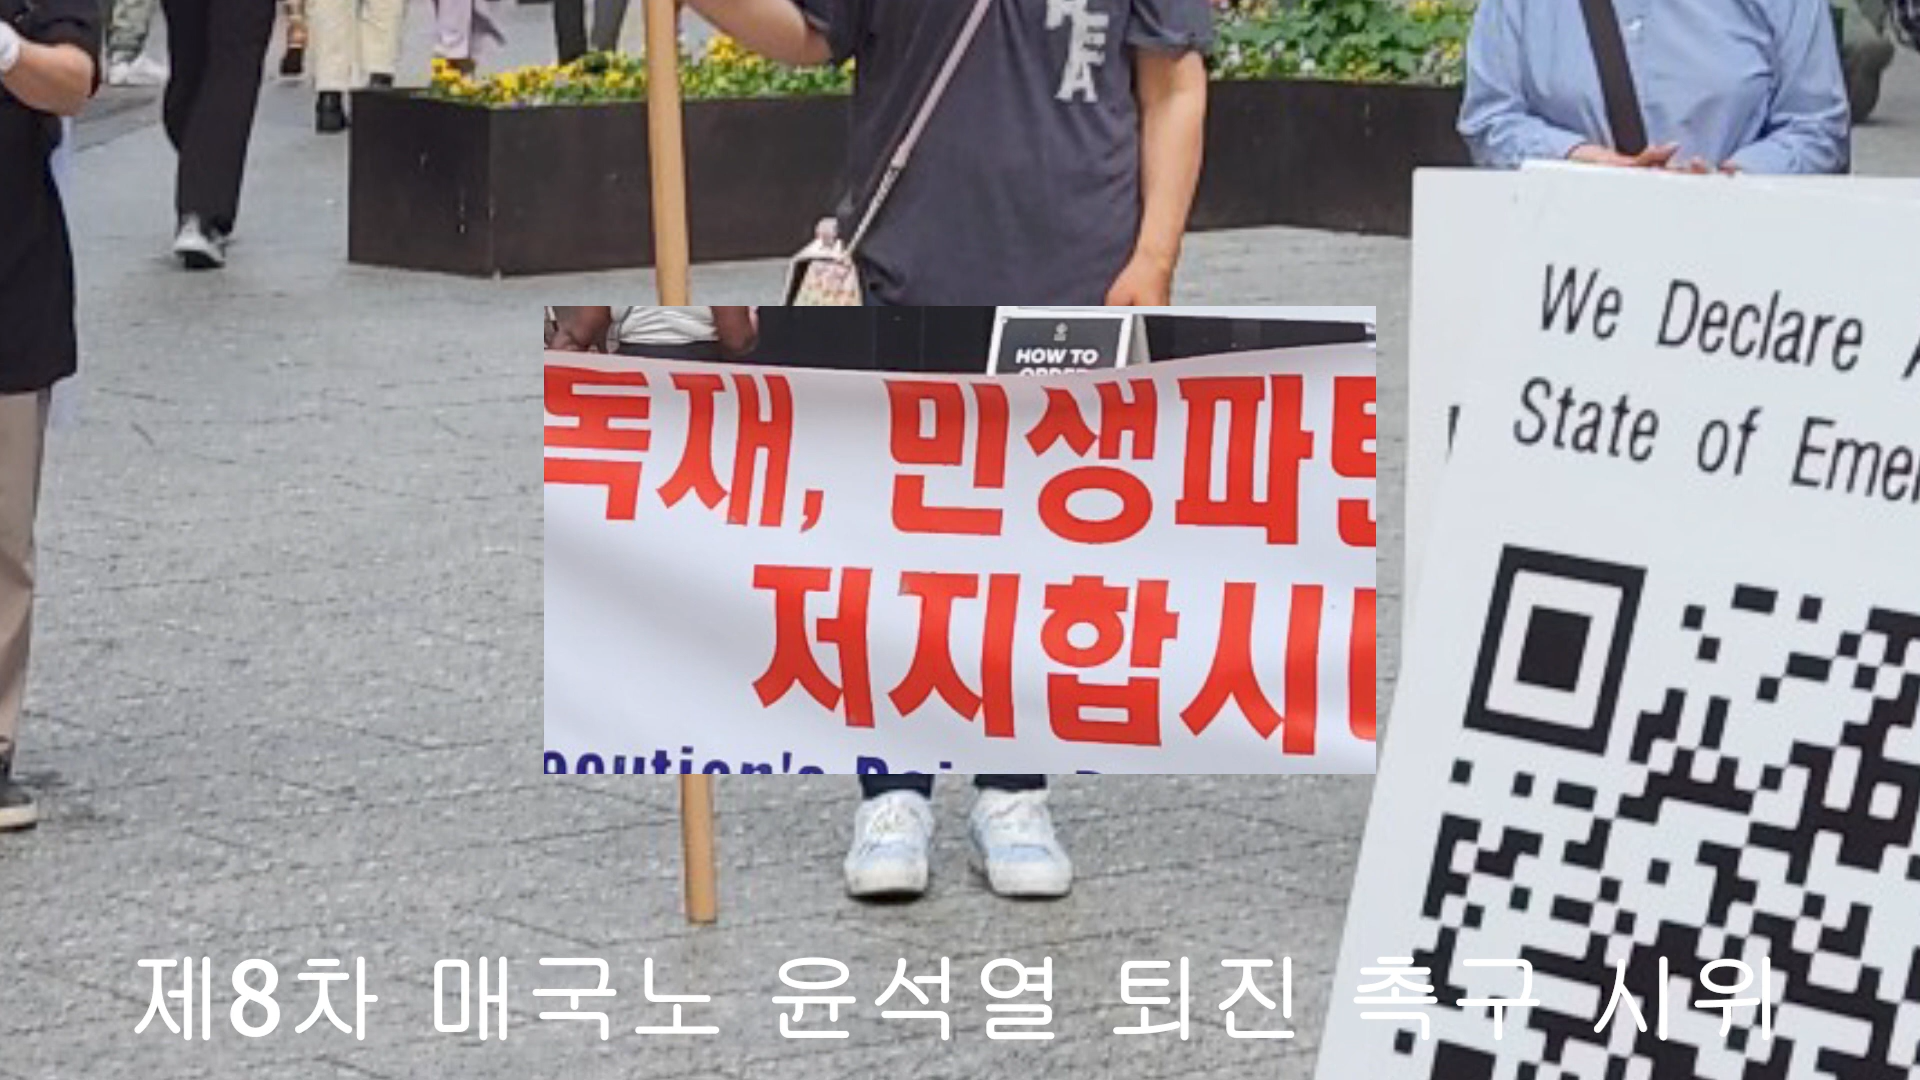 HOW TO
독재, 민생파
저지합시
We Declare
State of
제8차 매국노 윤석열 퇴진 촉구 시위